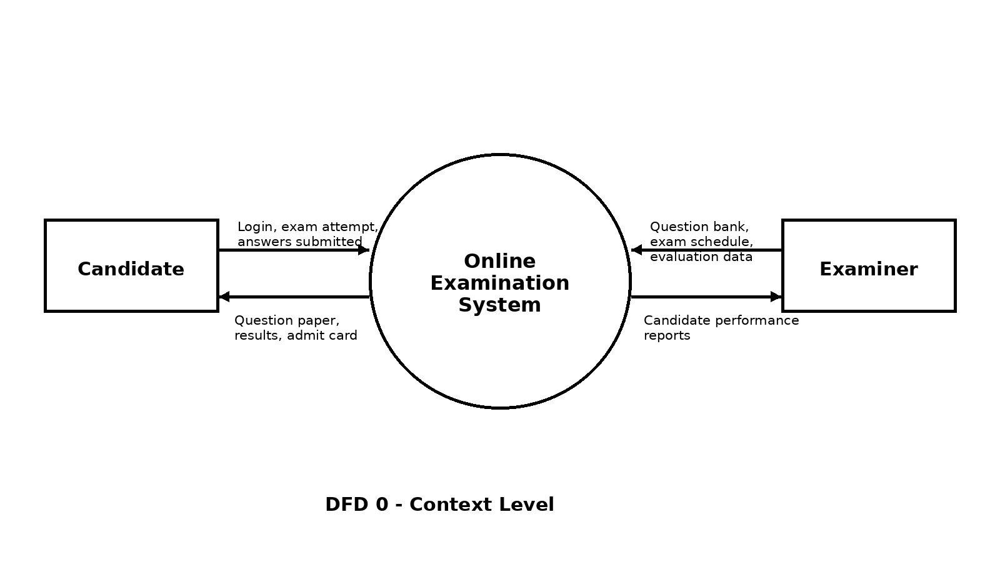 Login, exam attempt,
answers submitted
Candidate
Question paper,
results, admit card
Online
Examination
System
Question bank,
exam schedule,
evaluation data
Examiner
Candidate performance
reports
DFD 0 - Context Level